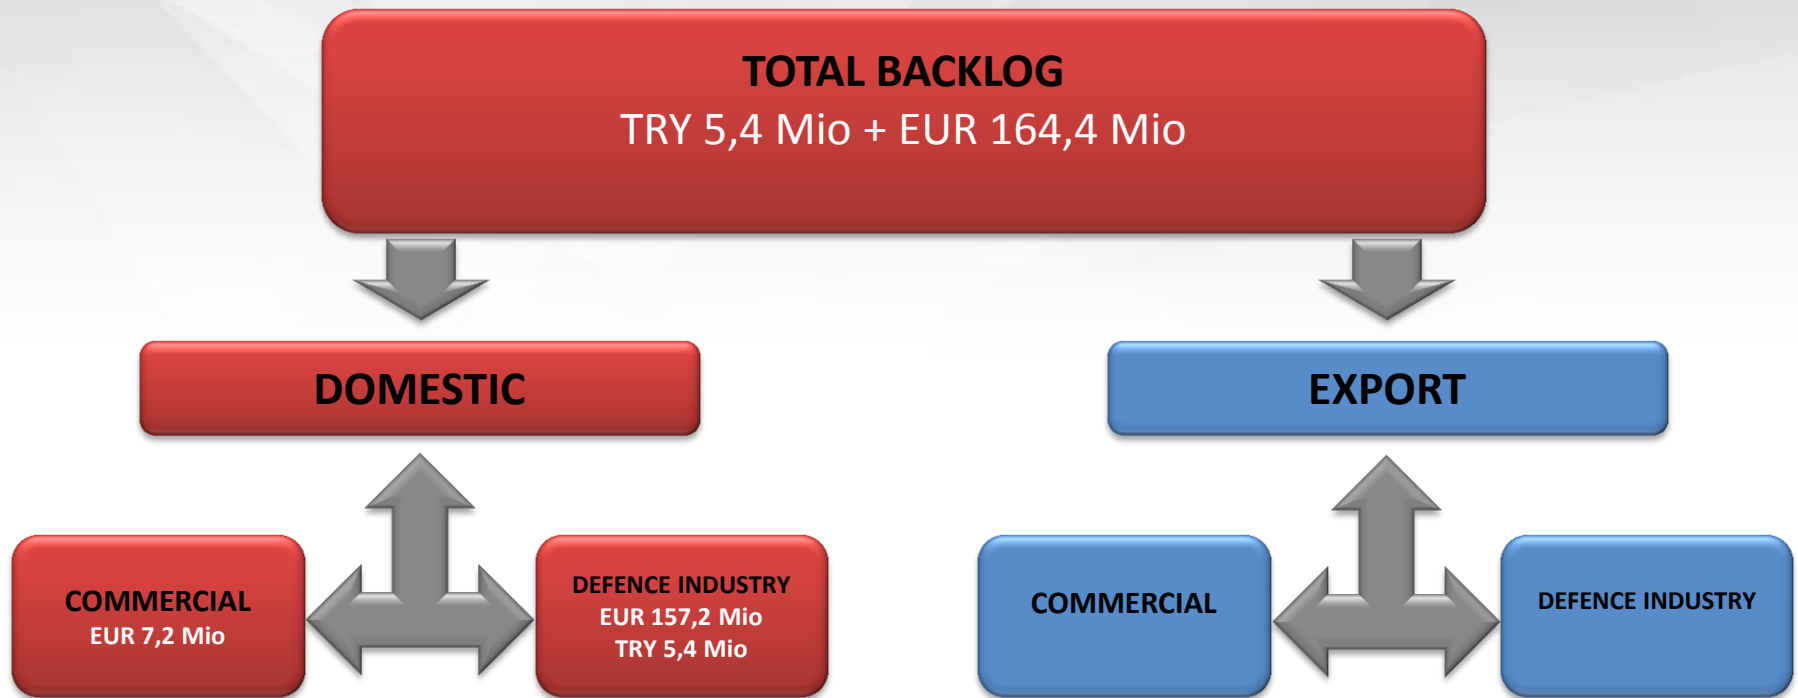 TOTAL BACKLOG
TRY 5,4 Mio + EUR 164,4 Mio
DOMESTIC
EXPORT
COMMERCIAL
EUR 7,2 Mio
DEFENCE INDUSTRY
EUR 157,2 Mio
TRY 5,4 Mio
COMMERCIAL
DEFENCE INDUSTRY